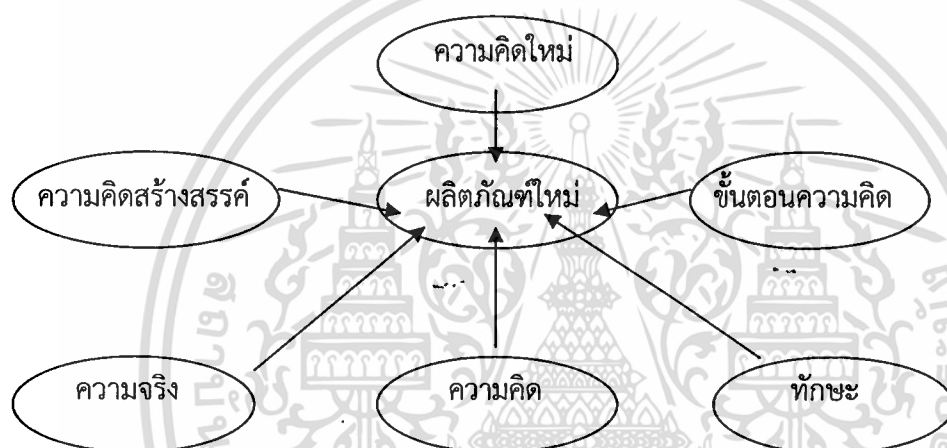 ความคิดใหม่
ความคิดสร้างสรรค์ ผลิตภัณฑ์ใหม่ ขั้นตอนความคิด
ความจริง ความคิด ทักษะ